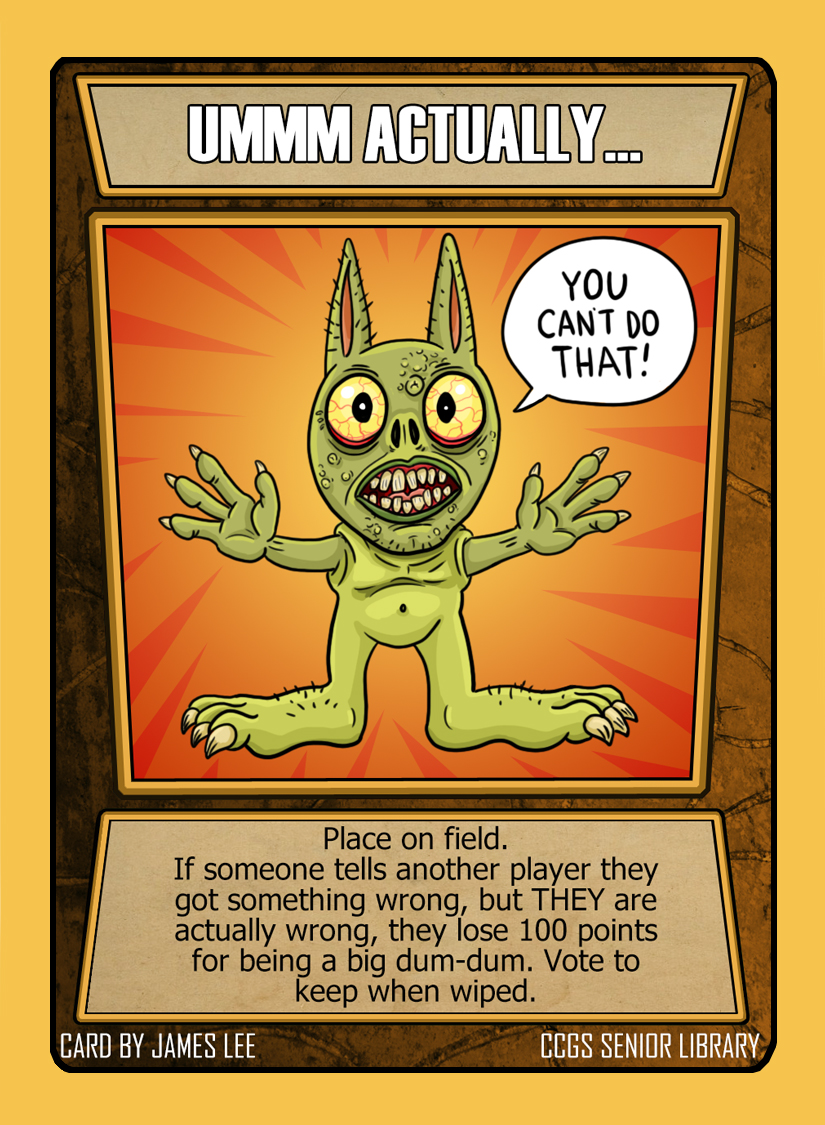 UMMM ACTUALLY...
YOU
CAN'T DO
THAT!
Place on field.
If someone tells another player they
got something wrong, but THEY are
actually wrong, they lose 100 points
for being a big dum-dum. Vote to
keep when wiped.
CARD BY JAMES LEE
CCGS SENIOR LIBRARY